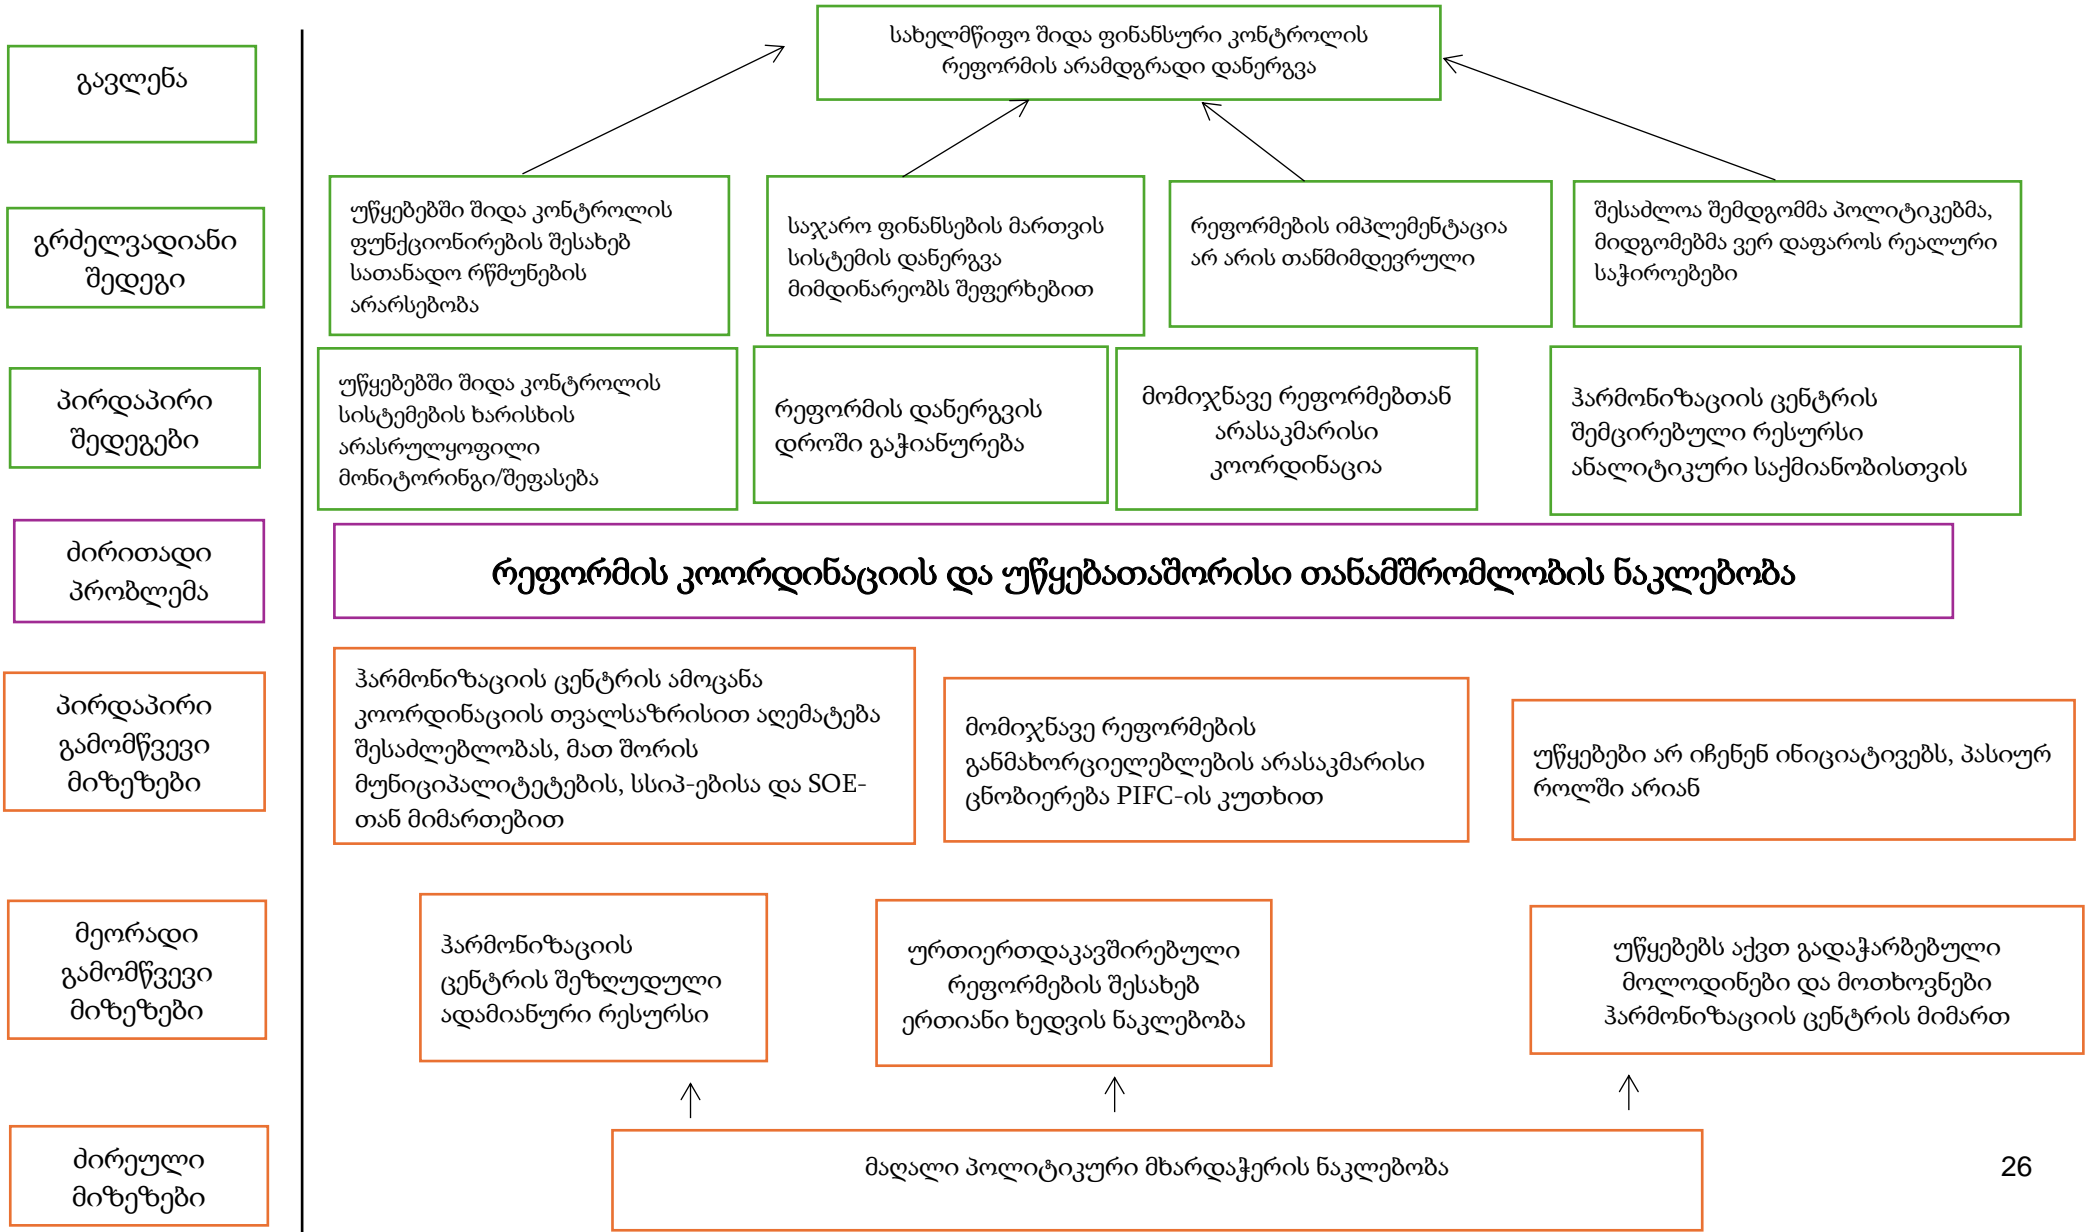 გავლენა
სახელმწიფო შიდა ფინანსური კონტროლის
რეფორმის არამდგრადი დანერგვა
გრძელვადიანი
შედეგი
უწყებებში შიდა კონტროლის
ფუნქციონირების შესახებ
სათანადო რწმუნების
არარსებობა
საჯარო ფინანსების მართვის
სისტემის დანერგვა
მიმდინარეობს შეფერხებით
რეფორმების იმპლემენტაცია
არ არის თანმიმდევრული
შესაძლოა შემდგომმა პოლიტიკებმა,
მიდგომებმა ვერ დაფაროს რეალური
საჭიროებები
პირდაპირი
შედეგები
უწყებებში შიდა კონტროლის
სისტემების ხარისხის
არასრულყოფილი
მონიტორინგი/შეფასება
რეფორმის დანერგვის
დროში გაჭიანურება
მომიჯნავე რეფორმებთან
არასაკმარისი
კოორდინაცია
ჰარმონიზაციის ცენტრის
შემცირებული რესურსი
ანალიტიკური საქმიანობისთვის
ძირითადი
პრობლემა
რეფორმის კოორდინაციის და უწყებათაშორისი თანამშრომლობის ნაკლებობა
პირდაპირი
გამომწვევი
მიზეზები
ჰარმონიზაციის ცენტრის ამოცანა
კოორდინაციის თვალსაზრისით აღემატება
შესაძლებლობას, მათ შორის
მუნიციპალიტეტების, სსიპ-ებისა და SOE-
თან მიმართებით
მომიჯნავე რეფორმების
განმახორციელებლების არასაკმარისი
ცნობიერება PIFC-ის კუთხით
უწყებები არ იჩენენ ინიციატივებს, პასიურ
როლში არიან
მეორადი
გამომწვევი
მიზეზები
ჰარმონიზაციის
ცენტრის შეზღუდული
ადამიანური რესურსი
ურთიერთდაკავშირებული
რეფორმების შესახებ
ერთიანი ხედვის ნაკლებობა
უწყებებს აქვთ გადაჭარბებული
მოლოდინები და მოთხოვნები
ჰარმონიზაციის ცენტრის მიმართ
ძირეული
მიზეზები
მაღალი პოლიტიკური მხარდაჭერის ნაკლებობა
26